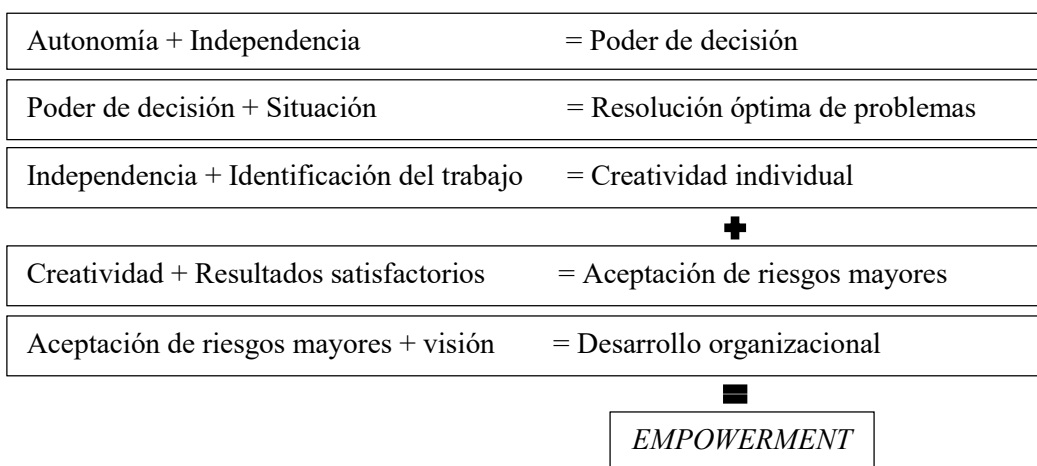 Autonomía + Independencia = Poder de decisión
Poder de decisión + Situación = Resolución óptima de problemas
Independencia + Identificación del trabajo = Creatividad individual
+
Creatividad + Resultados satisfactorios = Aceptación de riesgos mayores
Aceptación de riesgos mayores + visión = Desarrollo organizacional
=
EMPOWERMENT